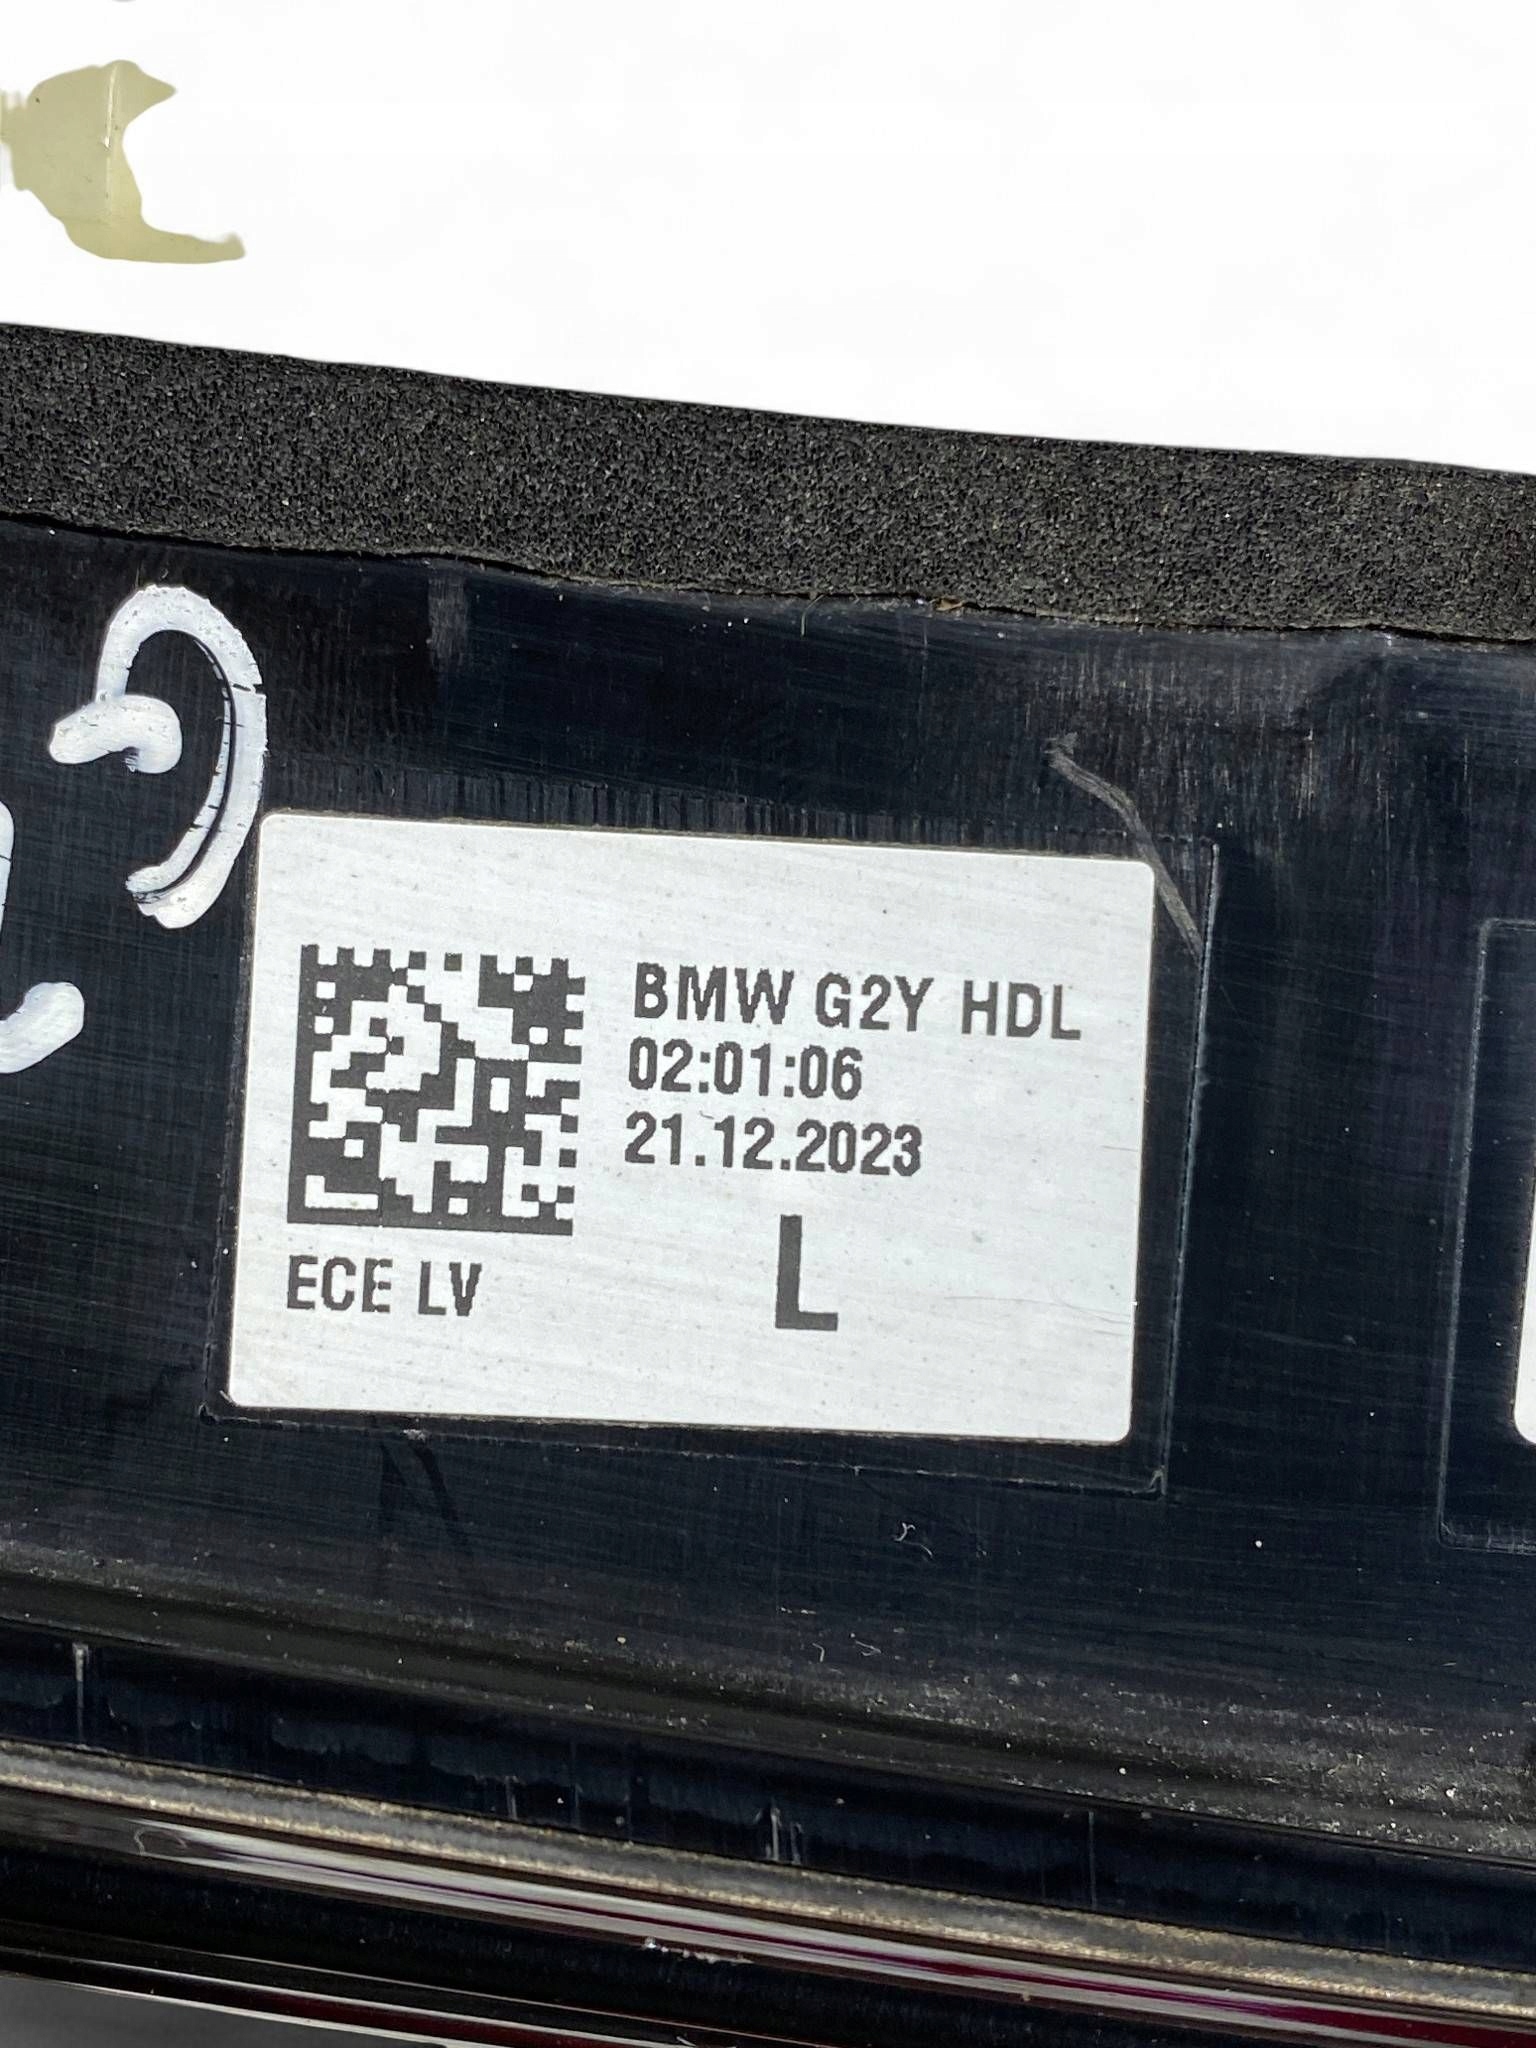 BMW G2Y HDL
02:01:06
21.12.2023
ECE LV
L